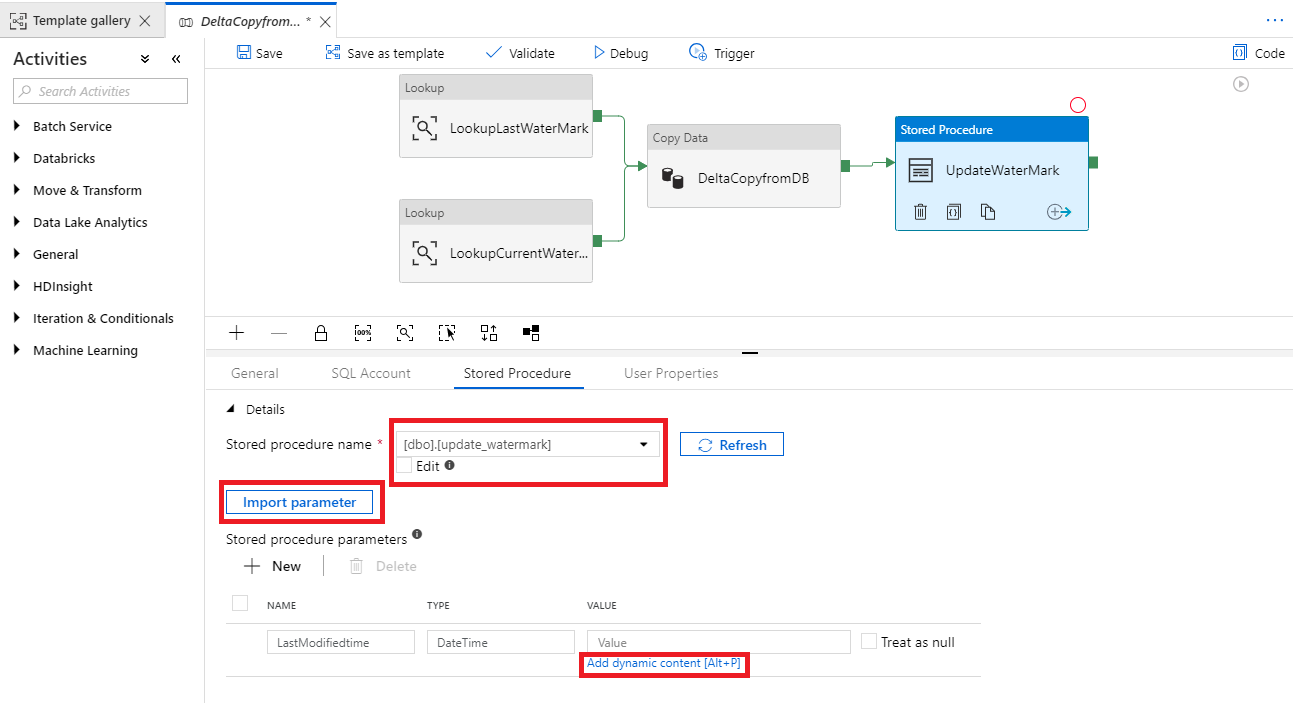 Template gallery
DeltaCopyfrom... *
Activities
Save
Save as template
Validate
Debug
Trigger
Code
Search Activities
Batch Service
Databricks
Move & Transform
Data Lake Analytics
General
HDInsight
Iteration & Conditionals
Machine Learning
Lookup
LookupLastWaterMark
Lookup
LookupCurrentWater...
Copy Data
DeltaCopyfromDB
Stored Procedure
UpdateWaterMark
100%
General
SQL Account
Stored Procedure
User Properties
Details
Stored procedure name *
[dbo].[update_watermark]
Refresh
Edit
Import parameter
Stored procedure parameters
New
Delete
NAME
TYPE
VALUE
LastModifiedtime
DateTime
Value
Treat as null
Add dynamic content [Alt+P]